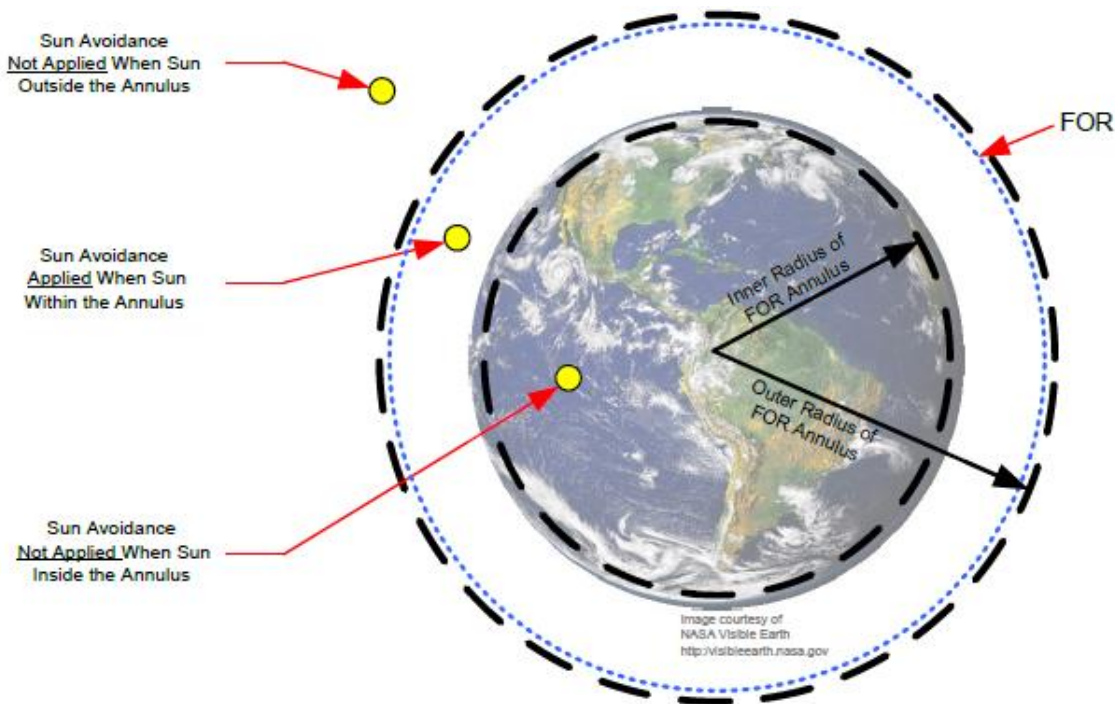 Sun Avoidance
Not Applied When Sun
Outside the Annulus
FOR
Sun Avoidance
Applied When Sun
Within the Annulus
Inner Radius of
FOR Annulus
Outer Radius of
FOR Annulus
Sun Avoidance
Not Applied When Sun
Inside the Annulus
Image courtesy of
NASA Visible Earth
http://visibleearth.nasa.gov